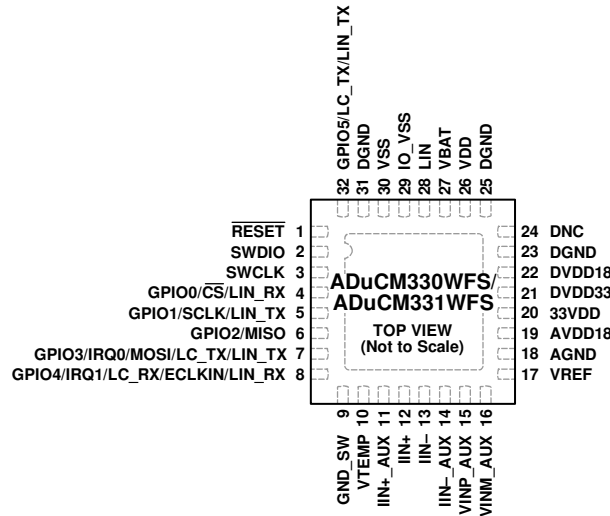 32 GPIO5/LC_TX/LIN_TX
31 DGND
30 VSS
29 IO_VSS
28 LIN
27 VBAT
26 VDD
25 DGND
RESET 1
SWDIO 2
SWCLK 3
GPIO0/CS/LIN_RX 4
GPIO1/SCLK/LIN_TX 5
GPIO2/MISO 6
GPIO3/IRQ0/MOSI/LC_TX/LIN_TX 7
GPIO4/IRQ1/LC_RX/ECLKIN/LIN_RX 8
ADuCM330WFS/
ADuCM331WFS
TOP VIEW
(Not to Scale)
24 DNC
23 DGND
22 DVDD18
21 DVDD33
20 33VDD
19 AVDD18
18 AGND
17 VREF
GND_SW 9
VTEMP 10
IIN+_AUX 11
IIN+ 12
IIN– 13
IIN–_AUX 14
VINP_AUX 15
VINM_AUX 16